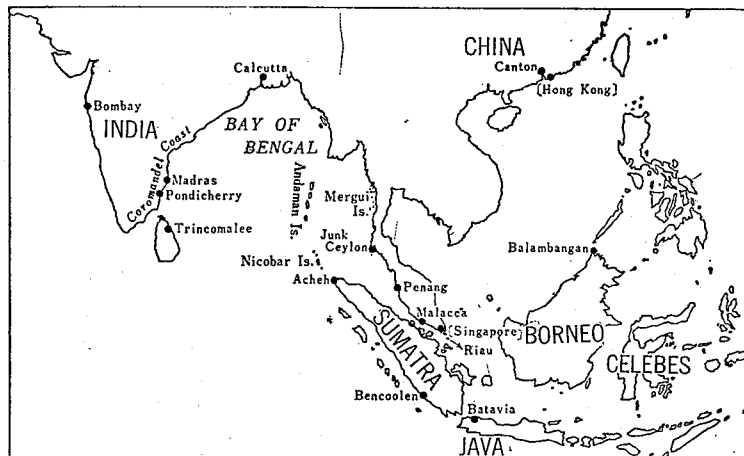 CHINA
Canton
[Hong Kong]
Calcutta
Bombay
INDIA
BAY OF
BENGAL
Coromandel Coast
Madras
Pondicherry
Trincomalee
Andaman Is.
Mergui
Is.
Junk
Ceylon
Nicobar Is.
Acheh
Penang
Balambangan
Malacca
[Singapore]
Riau
SUMATRA
BORNEO
CELEBES
Bencoolen
Batavia
JAVA